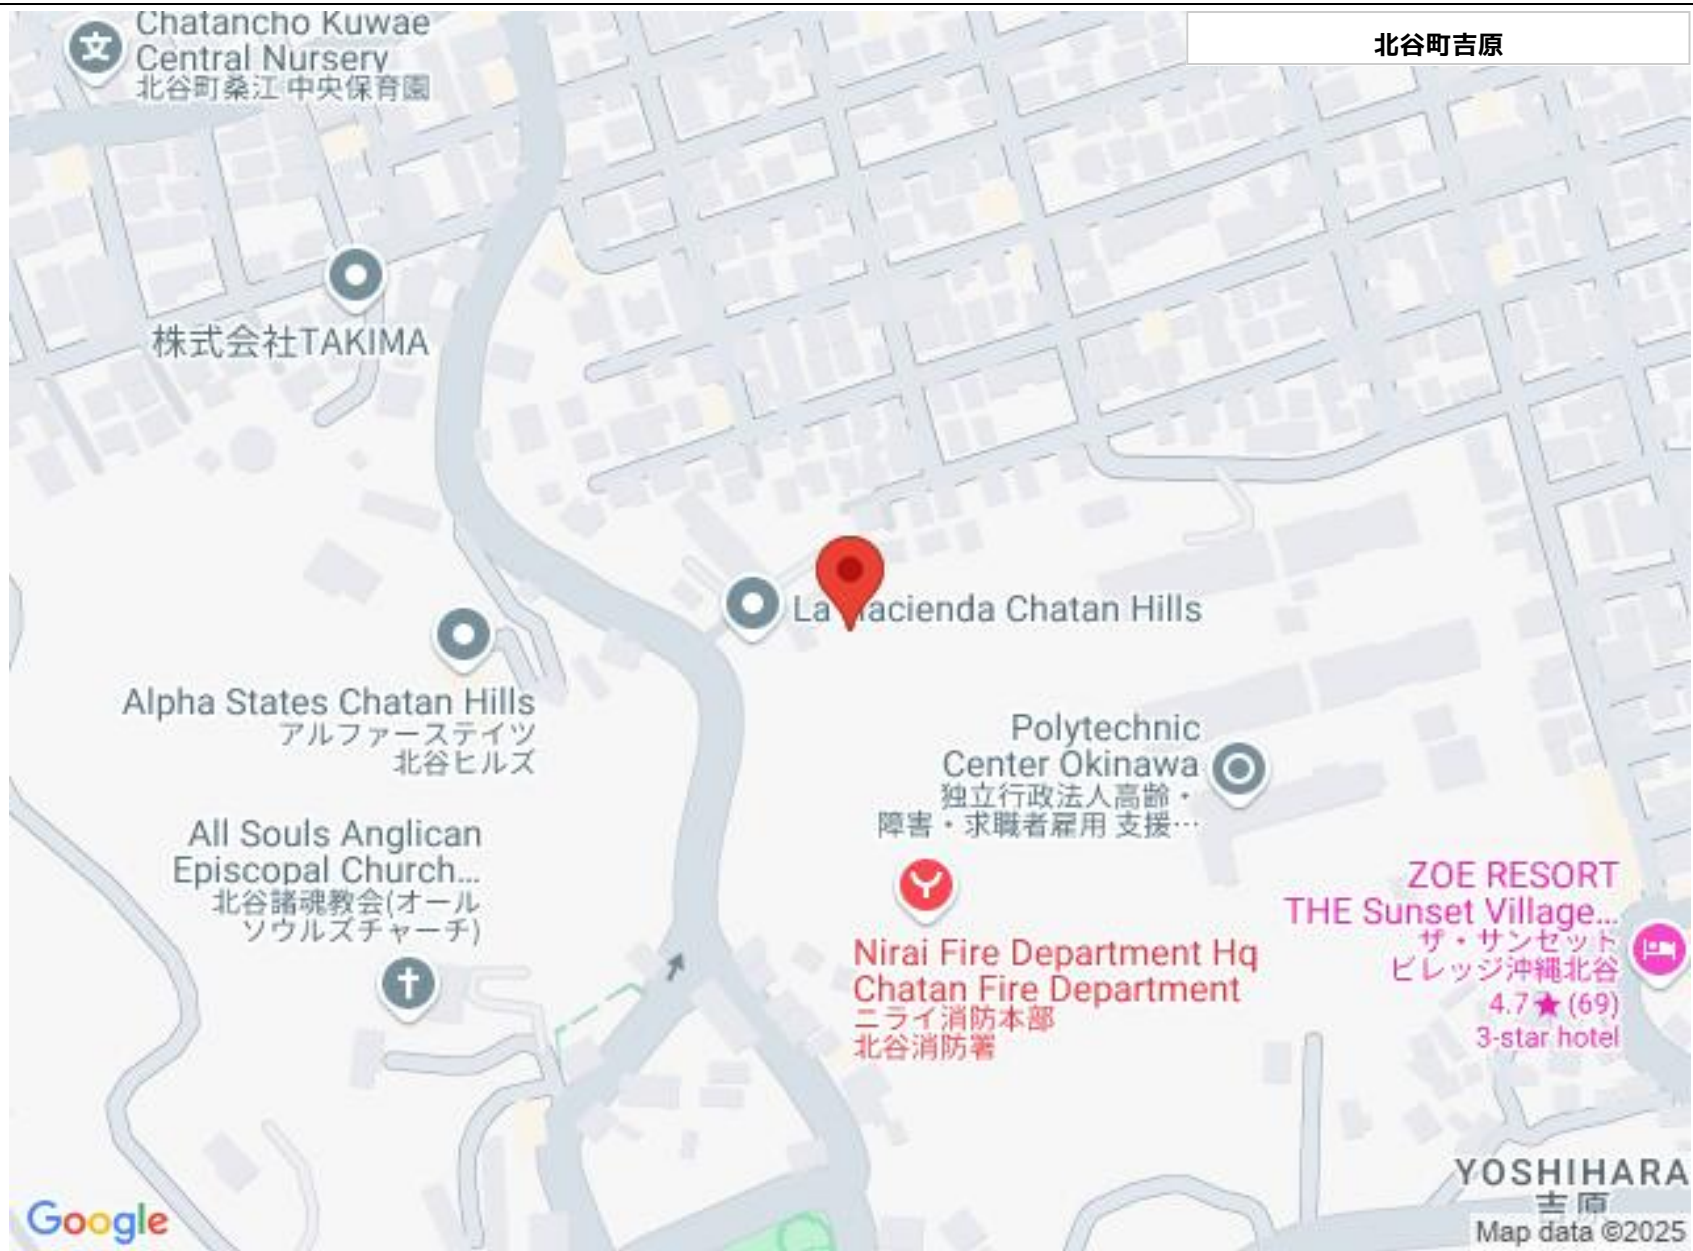 Chatancho Kuwae
Central Nursery
北谷町桑江 中央保育園
北谷町吉原
株式会社TAKIMA
La Hacienda Chatan Hills
Alpha States Chatan Hills
アルファーステイツ
北谷ヒルズ
Polytechnic
Center Okinawa
独立行政法人高齢・
障害・求職者雇用 支援…
All Souls Anglican
Episcopal Church...
北谷諸魂教会(オール
ソウルズチャーチ)
Nirai Fire Department Hq
Chatan Fire Department
ニライ消防本部
北谷消防署
ZOE RESORT
THE Sunset Village...
ザ・サンセット
ビレッジ沖縄北谷
4.7★(69)
3-star hotel
YOSHIHARA
吉原
Google
Map data ©2025